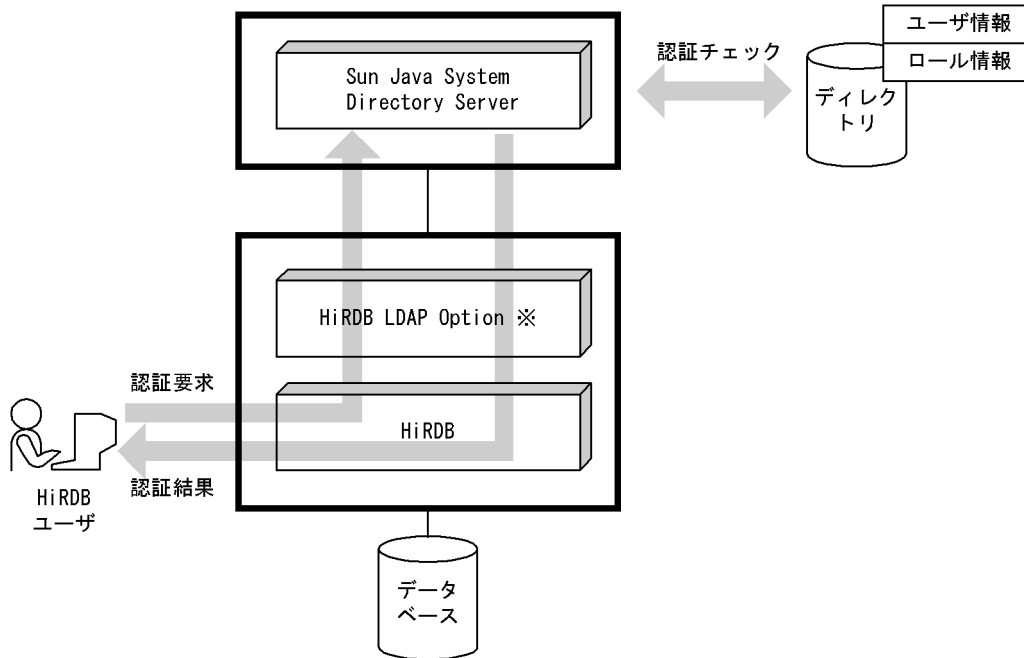 ユーザ情報
ロール情報
認証チェック
Sun Java System
Directory Server
ディレク
トリ
HiRDB LDAP Option ※
認証要求
HiRDB
認証結果
HiRDB
ユーザ
データ
ベース